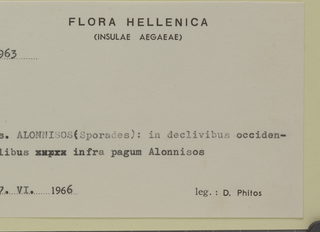 FLORA HELLENICA
(INSULAE AEGAEAE)
963
s. ALONNISOS(Sporades): in declivibus occiden-
libus infra pagum Alonnisos
7. VI. 1966 leg.: D. Phitos